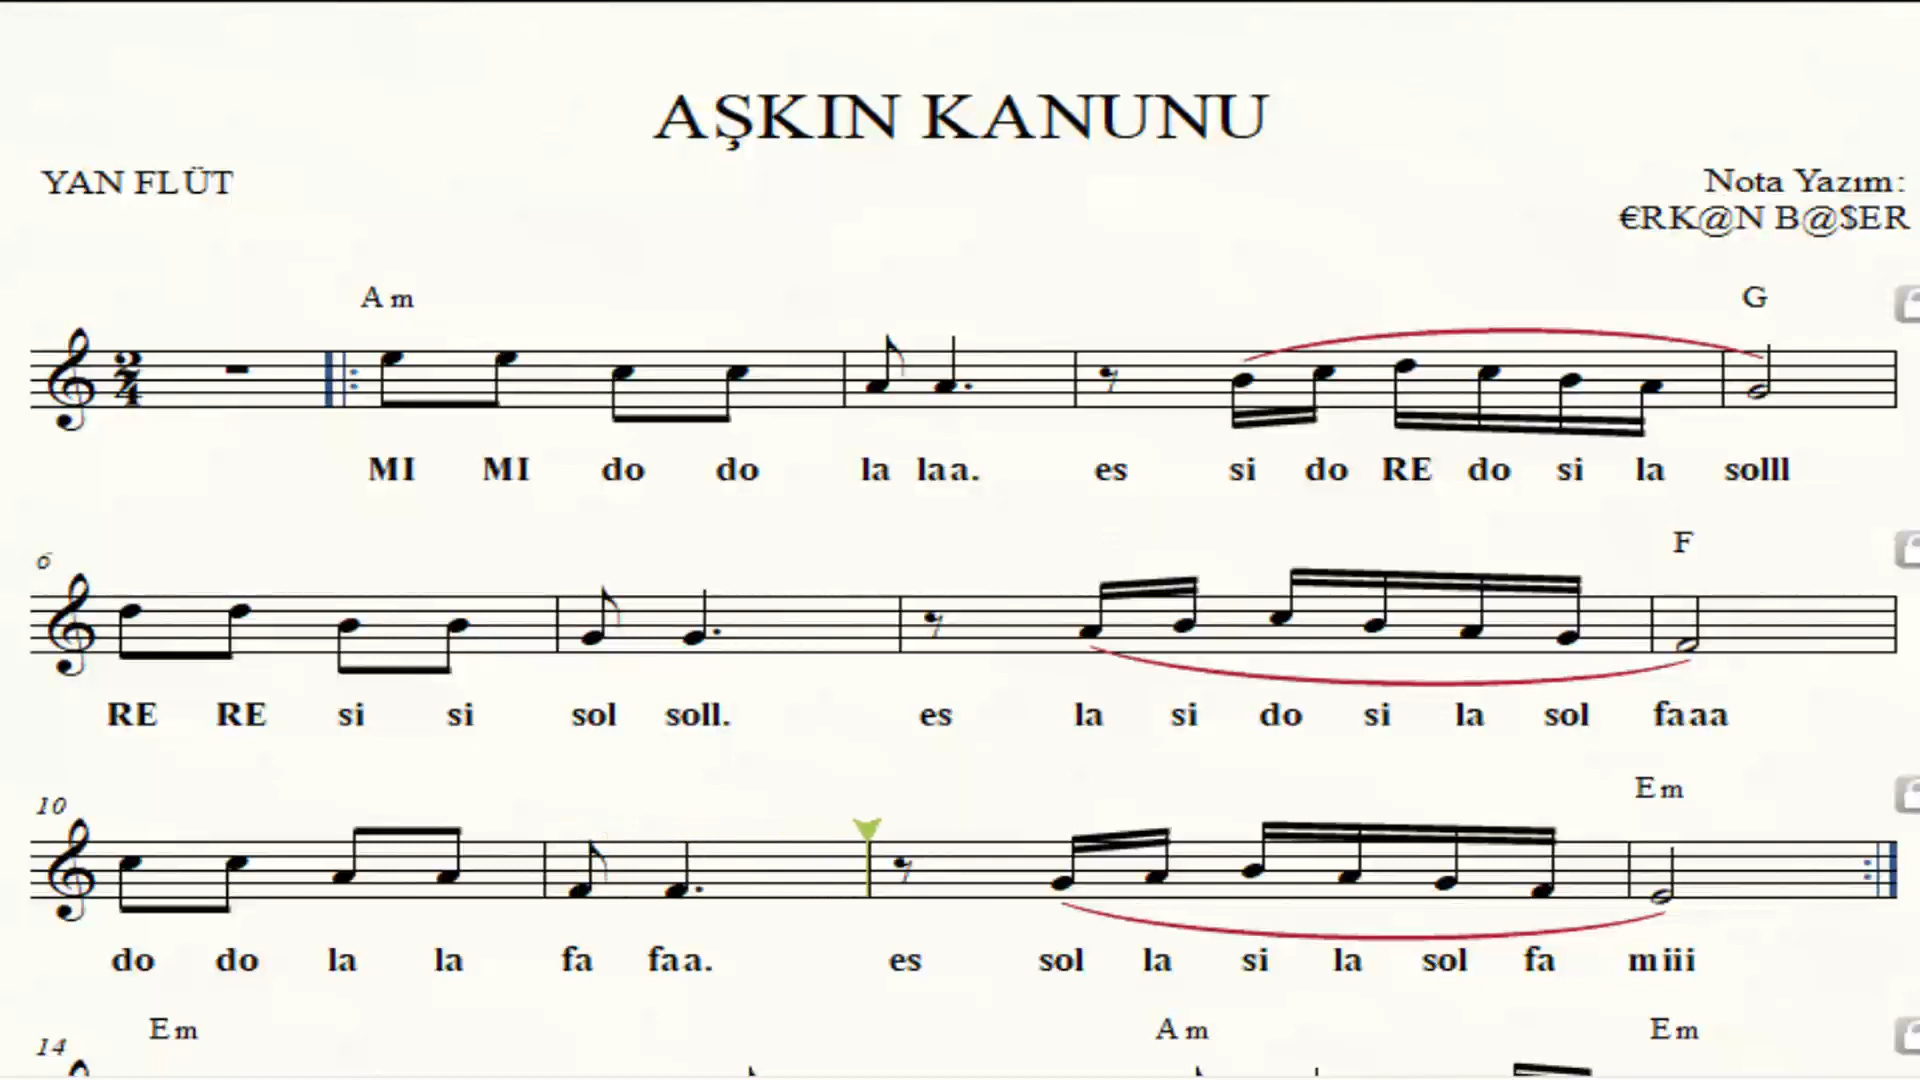 AŞKIN KANUNU
YAN FLÜT
Nota Yazım:
€RK@N B@$ER
Am G
2
4
MI MI do do la laa. es si do RE do si la solll
6
F
RE RE si si sol soll. es la si do si la sol faaa
10
Em
do do la la fa faa. es sol la si la sol fa miii
14
Em Am Em